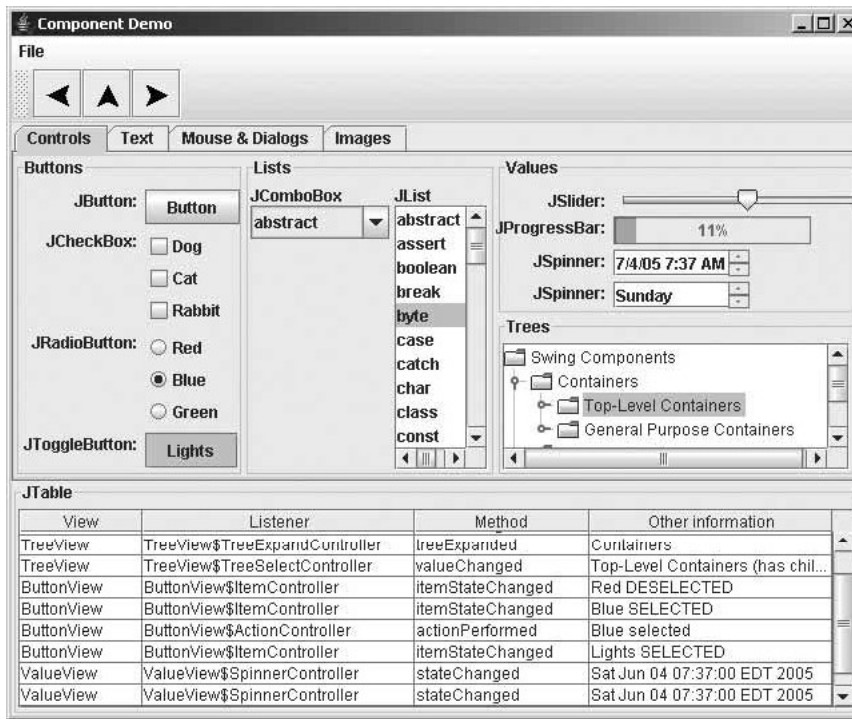 Component Demo
File
Controls Text Mouse & Dialogs Images
Buttons
JButton: Button
JCheckBox: Dog
Cat
Rabbit
JRadioButton: Red
Blue
Green
JToggleButton: Lights
Lists
JComboBox
abstract
JList
abstract
assert
boolean
break
byte
case
catch
char
class
const
Values
JSlider:
JProgressBar: 11%
JSpinner: 7/4/05 7:37 AM
JSpinner: Sunday
Trees
Swing Components
Containers
Top-Level Containers
General Purpose Containers
JTable
View Listener Method Other information
TreeView TreeView$TreeExpandController treeExpanded Containers
TreeView TreeView$TreeSelectController valueChanged Top-Level Containers (has chil...
ButtonView ButtonView$ItemController itemStateChanged Red DESELECTED
ButtonView ButtonView$ItemController itemStateChanged Blue SELECTED
ButtonView ButtonView$ActionController actionPerformed Blue selected
ButtonView ButtonView$ItemController itemStateChanged Lights SELECTED
ValueView ValueView$SpinnerController stateChanged Sat Jun 04 07:37:00 EDT 2005
ValueView ValueView$SpinnerController stateChanged Sat Jun 04 07:37:00 EDT 2005